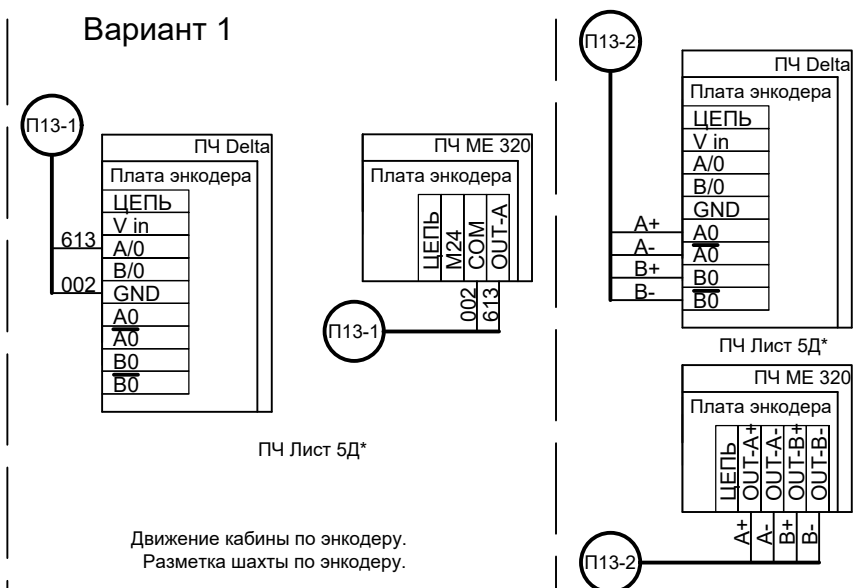 Вариант 1
П13-1
ПЧ Delta
Плата энкодера
ЦЕПЬ
V in
613 A/0
B/0
002 GND
A0
A0
B0
B0
ПЧ ME 320
Плата энкодера
ЦЕПЬ
M24
COM
OUT-A
002
613
П13-1
ПЧ Лист 5Д*
Движение кабины по энкодеру.
Разметка шахты по энкодеру.
П13-2
ПЧ Delta
Плата энкодера
ЦЕПЬ
V in
A/0
B/0
GND
A+ A0
A- A0
B+ B0
B- B0
ПЧ Лист 5Д*
ПЧ ME 320
Плата энкодера
ЦЕПЬ
OUT-A+
OUT-A-
OUT-B+
OUT-B-
A+
A-
B+
B-
П13-2